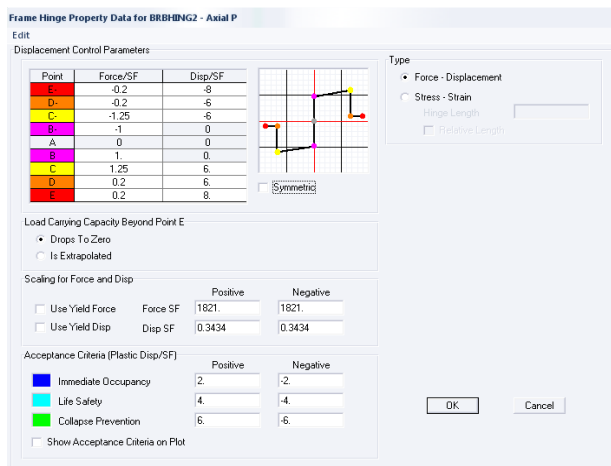 Frame Hinge Property Data for BRBHING2 - Axial P
Edit
Displacement Control Parameters
Point Force/SF Disp/SF
E- -0.2 -8
D- -0.2 -6
C- -1.25 -6
B- -1 0
A 0 0
B 1. 0.
C 1.25 6.
D 0.2 6.
E 0.2 8.
Symmetric
Type
Force - Displacement
Stress - Strain
Hinge Length
Relative Length
Load Carrying Capacity Beyond Point E
Drops To Zero
Is Extrapolated
Scaling for Force and Disp
Positive Negative
Use Yield Force Force SF 1821. 1821.
Use Yield Disp Disp SF 0.3434 0.3434
Acceptance Criteria (Plastic Disp/SF)
Positive Negative
Immediate Occupancy 2. -2.
Life Safety 4. -4.
Collapse Prevention 6. -6.
Show Acceptance Criteria on Plot
OK Cancel